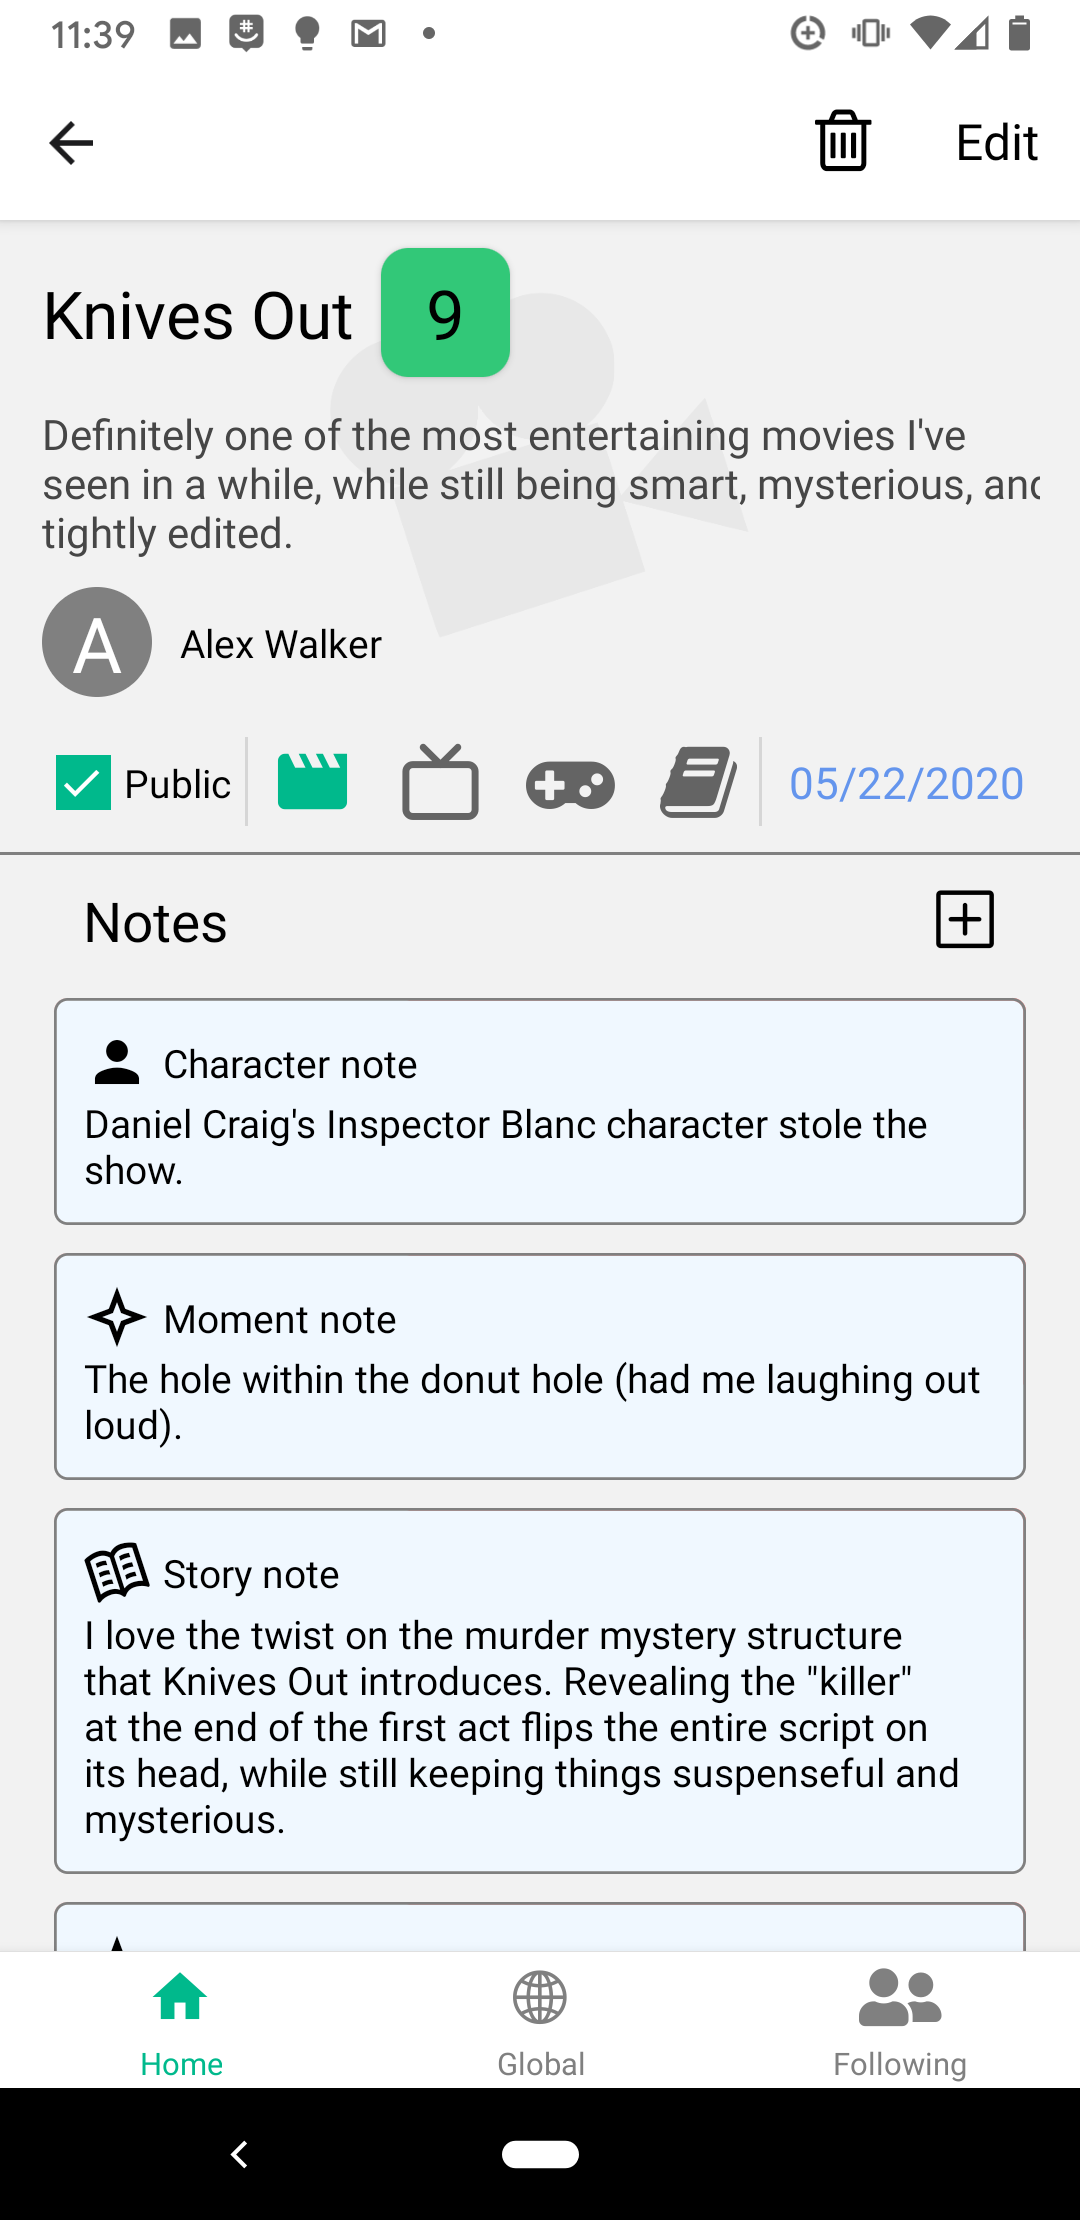 11:39
Edit
Knives Out 9
Definitely one of the most entertaining movies I've
seen in a while, while still being smart, mysterious, and
tightly edited.
A Alex Walker
Public 05/22/2020
Notes
Character note
Daniel Craig's Inspector Blanc character stole the
show.
Moment note
The hole within the donut hole (had me laughing out
loud).
Story note
I love the twist on the murder mystery structure
that Knives Out introduces. Revealing the "killer"
at the end of the first act flips the entire script on
its head, while still keeping things suspenseful and
mysterious.
Home Global Following